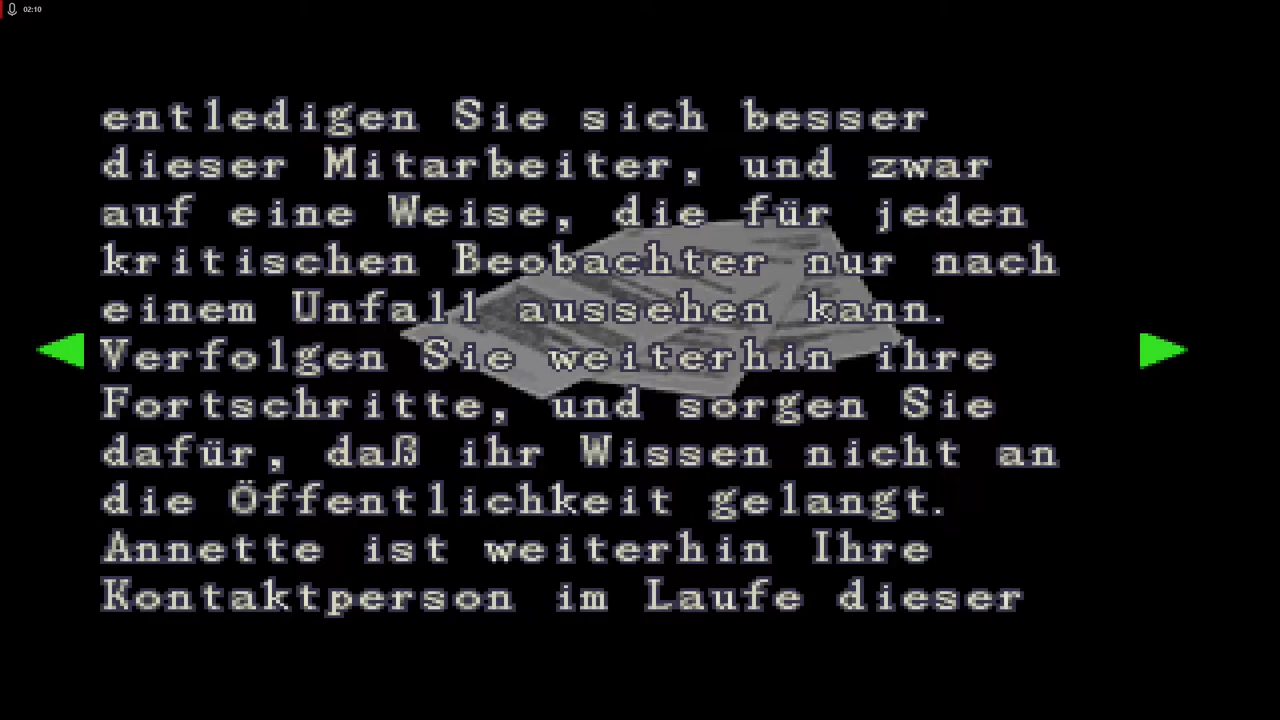 02:10
entledigen Sie sich besser
dieser Mitarbeiter, und zwar
auf eine Weise, die für jeden
kritischen Beobachter nur nach
einem Unfall aussehen kann.
Verfolgen Sie weiterhin ihre
Fortschritte, und sorgen Sie
dafür, daß ihr Wissen nicht an
die Öffentlichkeit gelangt.
Annette ist weiterhin Ihre
Kontaktperson im Laufe dieser